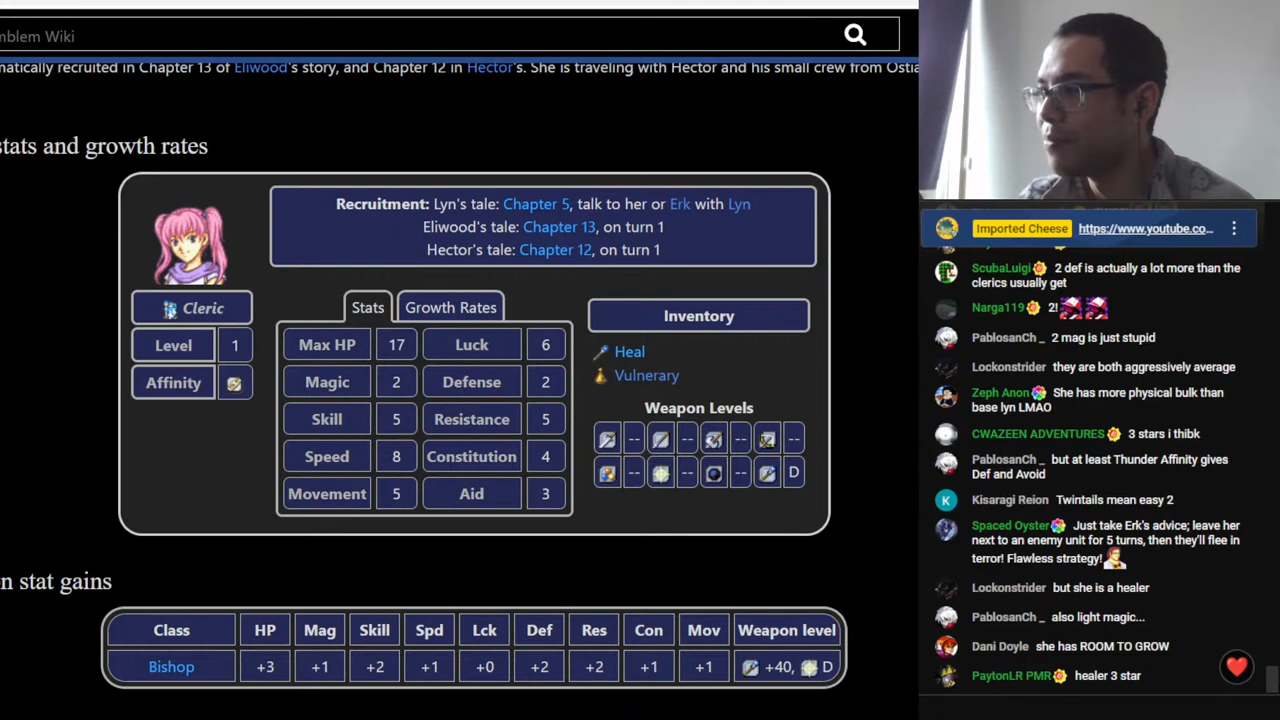 mblem Wiki
matically recruited in Chapter 13 of Eliwood's story, and Chapter 12 in Hector's. She is traveling with Hector and his small crew from Ostia
stats and growth rates
Recruitment: Lyn's tale: Chapter 5, talk to her or Erk with Lyn
Eliwood's tale: Chapter 13, on turn 1
Hector's tale: Chapter 12, on turn 1
Cleric
Level 1
Affinity
Stats Growth Rates
Max HP 17 Luck 6
Magic 2 Defense 2
Skill 5 Resistance 5
Speed 8 Constitution 4
Movement 5 Aid 3
Inventory
Heal
Vulnerary
Weapon Levels
-- -- -- --
-- -- -- D
n stat gains
Class HP Mag Skill Spd Lck Def Res Con Mov Weapon level
Bishop +3 +1 +2 +1 +0 +2 +2 +1 +1 +40, D
Imported Cheese https://www.youtube.co...
ScubaLuigi 2 def is actually a lot more than the
clerics usually get
Narga119 2!
PablosanCh _ 2 mag is just stupid
Lockonstrider they are both aggressively average
Zeph Anon She has more physical bulk than
base lyn LMAO
CWAZEEN ADVENTURES 3 stars i thibk
PablosanCh _ but at least Thunder Affinity gives
Def and Avoid
K Kisaragi Reion Twintails mean easy 2
Spaced Oyster Just take Erk's advice; leave her
next to an enemy unit for 5 turns, then they'll flee in
terror! Flawless strategy!
Lockonstrider but she is a healer
PablosanCh _ also light magic...
Dani Doyle she has ROOM TO GROW
PaytonLR PMR healer 3 star